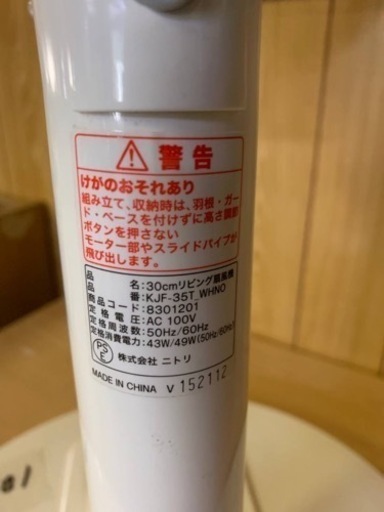 警告
けがのおそれあり
組み立て、収納時は、羽根・ガー
ド・ベースを付けずに高さ調節
ボタンを押さない
モーター部やスライドパイプが
飛び出します。
品 名：30cmリビング扇風機
品 番：KJF-35T_WHNO
商品コード：8301201
定格電圧：AC 100V
定格周波数：50Hz/60Hz
定格消費電力：43W/49W(50Hz/60Hz)
PSE 株式会社 ニトリ
MADE IN CHINA V 152112